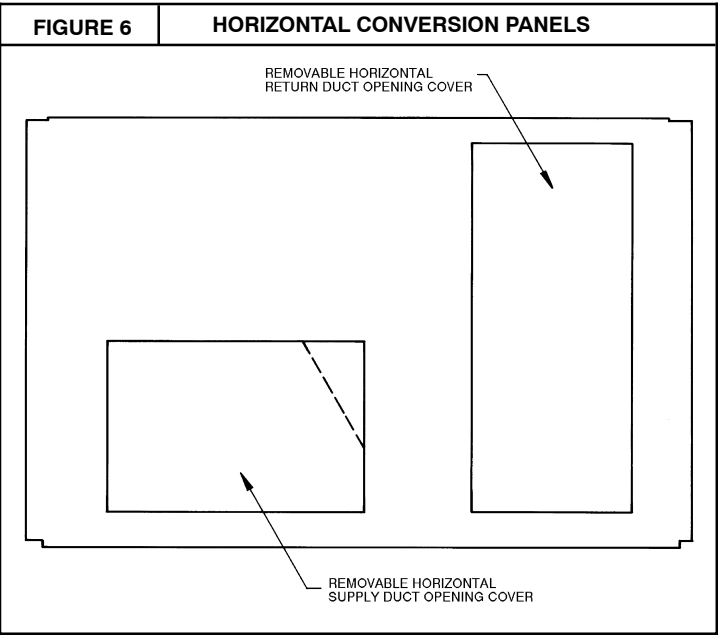 FIGURE 6
HORIZONTAL CONVERSION PANELS
REMOVABLE HORIZONTAL
RETURN DUCT OPENING COVER
REMOVABLE HORIZONTAL
SUPPLY DUCT OPENING COVER